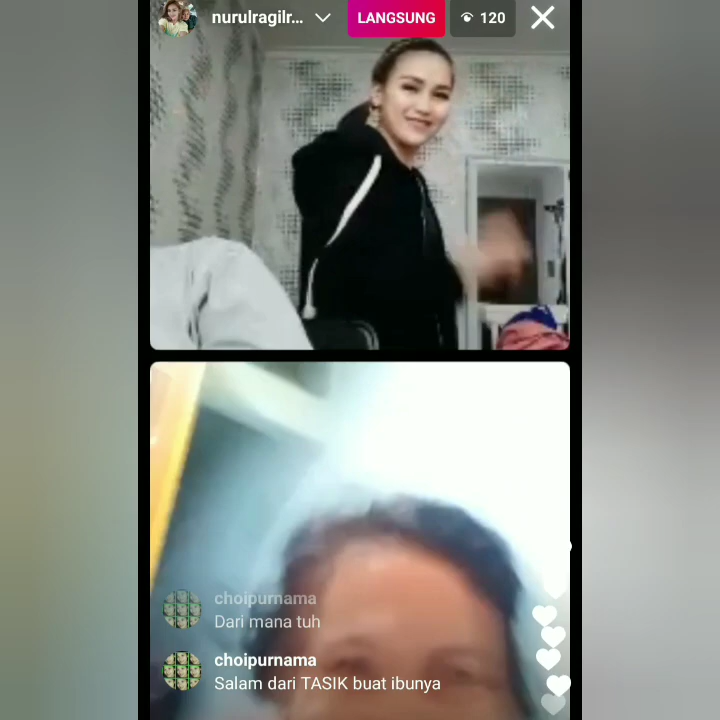 nurulragilr...
LANGSUNG
120
choipurnama
Dari mana tuh
choipurnama
Salam dari TASIK buat ibunya